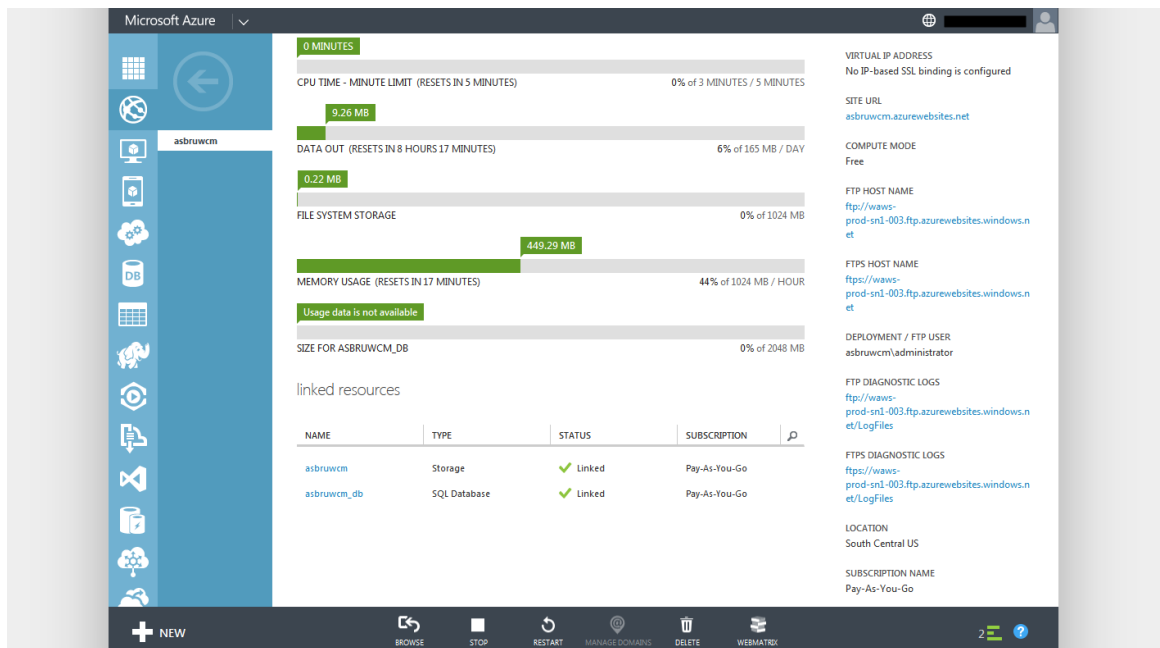 Microsoft Azure
0 MINUTES
CPU TIME - MINUTE LIMIT (RESETS IN 5 MINUTES) 0% of 3 MINUTES / 5 MINUTES
9.26 MB
DATA OUT (RESETS IN 8 HOURS 17 MINUTES) 6% of 165 MB / DAY
0.22 MB
FILE SYSTEM STORAGE 0% of 1024 MB
449.29 MB
MEMORY USAGE (RESETS IN 17 MINUTES) 44% of 1024 MB / HOUR
Usage data is not available
SIZE FOR ASBRUWCM_DB 0% of 2048 MB
linked resources
NAME TYPE STATUS SUBSCRIPTION
asbruwcm Storage Linked Pay-As-You-Go
asbruwcm_db SQL Database Linked Pay-As-You-Go
asbruwcm
DB
VIRTUAL IP ADDRESS
No IP-based SSL binding is configured
SITE URL
asbruwcm.azurewebsites.net
COMPUTE MODE
Free
FTP HOST NAME
ftp://waws-
prod-sn1-003.ftp.azurewebsites.windows.n
et
FTPS HOST NAME
ftps://waws-
prod-sn1-003.ftp.azurewebsites.windows.n
et
DEPLOYMENT / FTP USER
asbruwcm\administrator
FTP DIAGNOSTIC LOGS
ftp://waws-
prod-sn1-003.ftp.azurewebsites.windows.n
et/LogFiles
FTPS DIAGNOSTIC LOGS
ftps://waws-
prod-sn1-003.ftp.azurewebsites.windows.n
et/LogFiles
LOCATION
South Central US
SUBSCRIPTION NAME
Pay-As-You-Go
NEW
BROWSE STOP RESTART MANAGE DOMAINS DELETE WEBMATRIX
2 ?